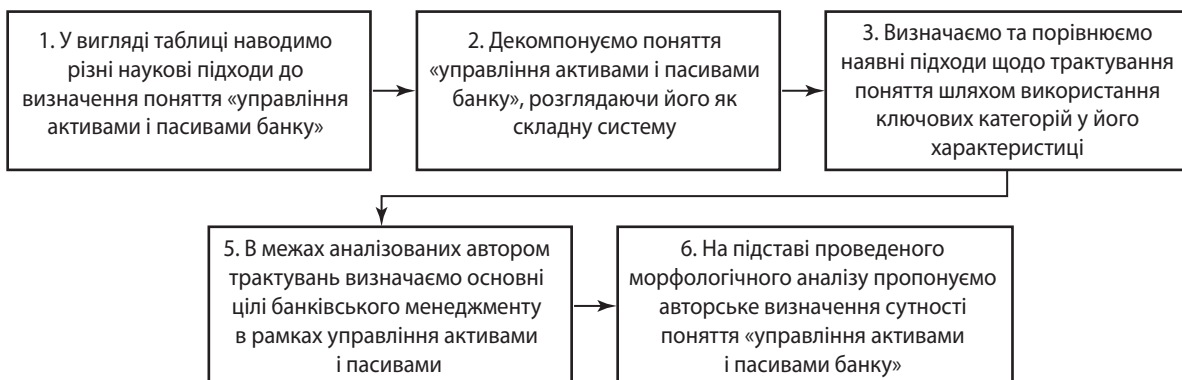 1. У вигляді таблиці наводимо
різні наукові підходи до
визначення поняття «управління
активами і пасивами банку»
2. Декомпонуємо поняття
«управління активами і пасивами
банку», розглядаючи його як
складну систему
3. Визначаємо та порівнюємо
наявні підходи щодо трактування
поняття шляхом використання
ключових категорій у його
характеристиці
5. В межах аналізованих автором
трактувань визначаємо основні
цілі банківського менеджменту
в рамках управління активами
і пасивами
6. На підставі проведеного
морфологічного аналізу пропонуємо
авторське визначення сутності
поняття «управління активами
і пасивами банку»